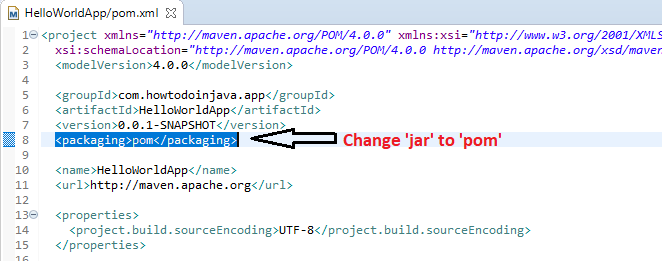 HelloWorldApp/pom.xml
1 <project xmlns="http://maven.apache.org/POM/4.0.0" xmlns:xsi="http://www.w3.org/2001/XMLS
2 xsi:schemaLocation="http://maven.apache.org/POM/4.0.0 http://maven.apache.org/xsd/maven
3 <modelVersion>4.0.0</modelVersion>
4
5 <groupId>com.howtodoinjava.app</groupId>
6 <artifactId>HelloWorldApp</artifactId>
7 <version>0.0.1-SNAPSHOT</version>
8 <packaging>pom</packaging> Change 'jar' to 'pom'
9
10 <name>HelloWorldApp</name>
11 <url>http://maven.apache.org</url>
12
13 <properties>
14 <project.build.sourceEncoding>UTF-8</project.build.sourceEncoding>
15 </properties>
16